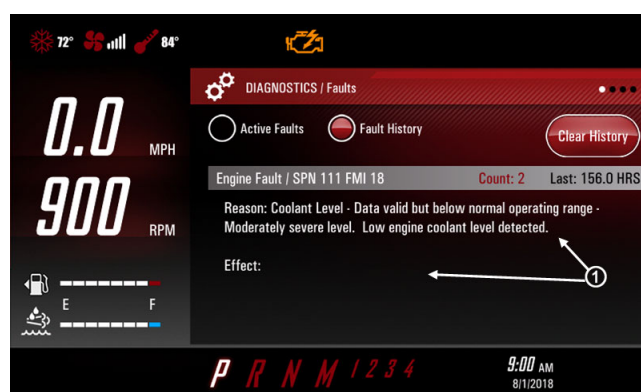 72°
84°
DIAGNOSTICS / Faults
Active Faults
Fault History
Clear History
0.0 MPH
Engine Fault / SPN 111 FMI 18
Count: 2
Last: 156.0 HRS
Reason: Coolant Level - Data valid but below normal operating range -
Moderately severe level. Low engine coolant level detected.
900 RPM
Effect:
1
E F
P R N M 1 2 3 4
9:00 AM
8/1/2018